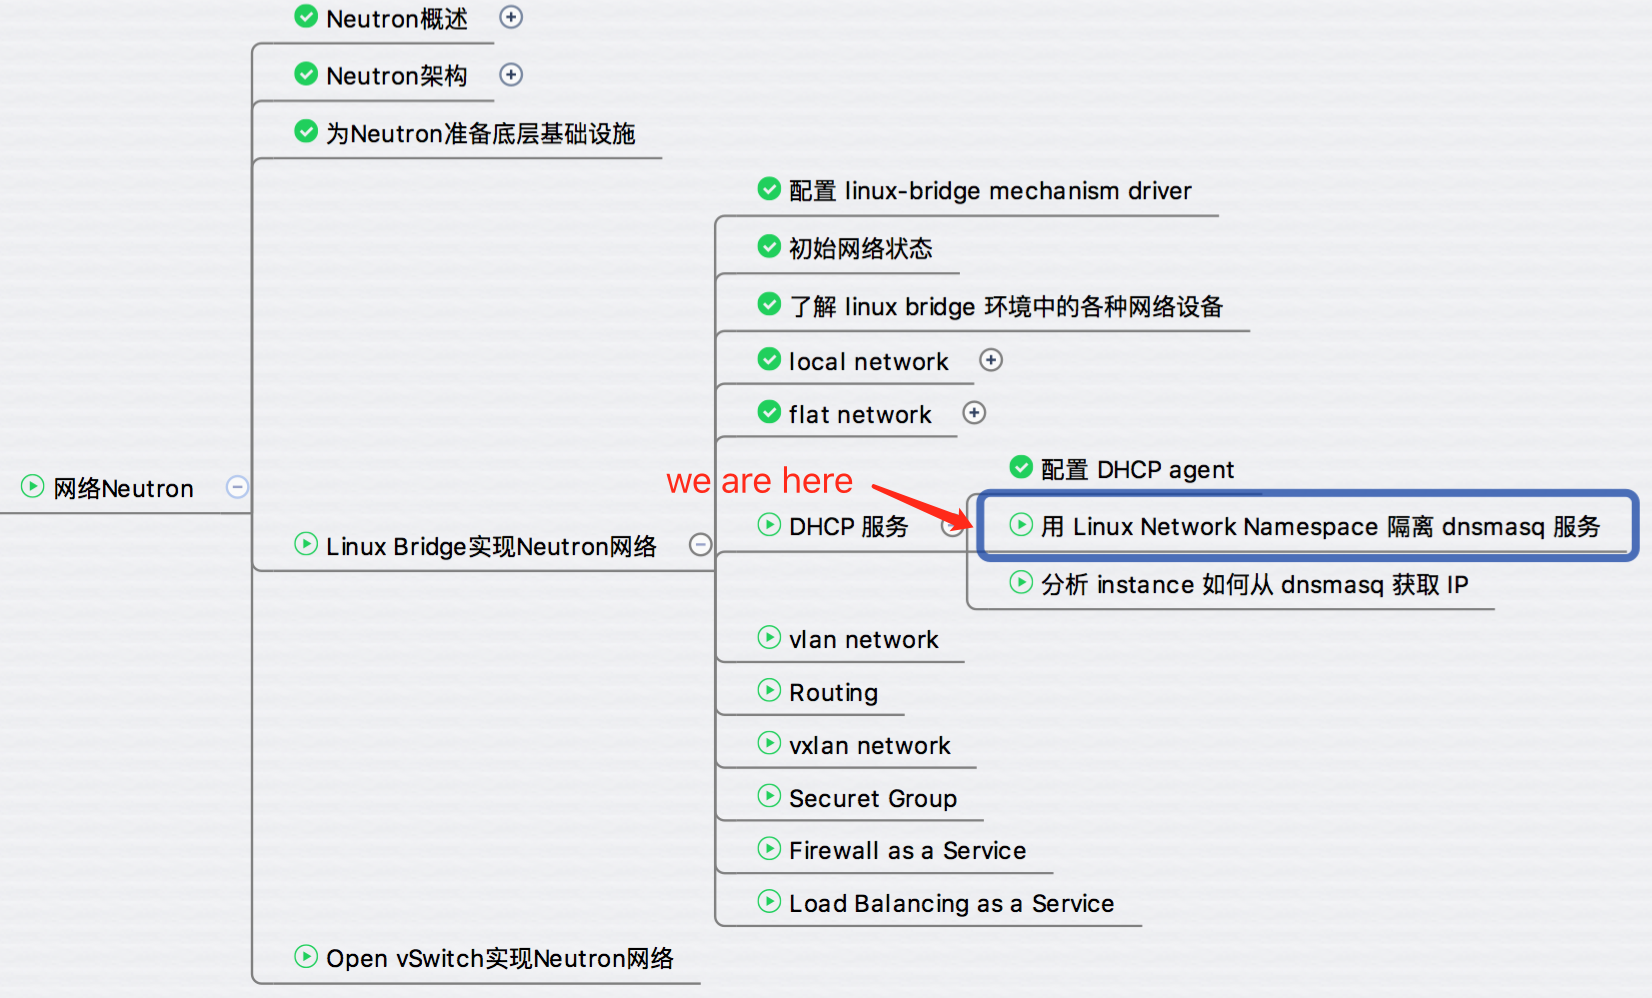 Neutron概述
Neutron架构
为Neutron准备底层基础设施
配置 linux-bridge mechanism driver
初始网络状态
了解 linux bridge 环境中的各种网络设备
local network
flat network
配置 DHCP agent
we are here
网络Neutron
DHCP 服务
用 Linux Network Namespace 隔离 dnsmasq 服务
Linux Bridge实现Neutron网络
分析 instance 如何从 dnsmasq 获取 IP
vlan network
Routing
vxlan network
Securet Group
Firewall as a Service
Load Balancing as a Service
Open vSwitch实现Neutron网络